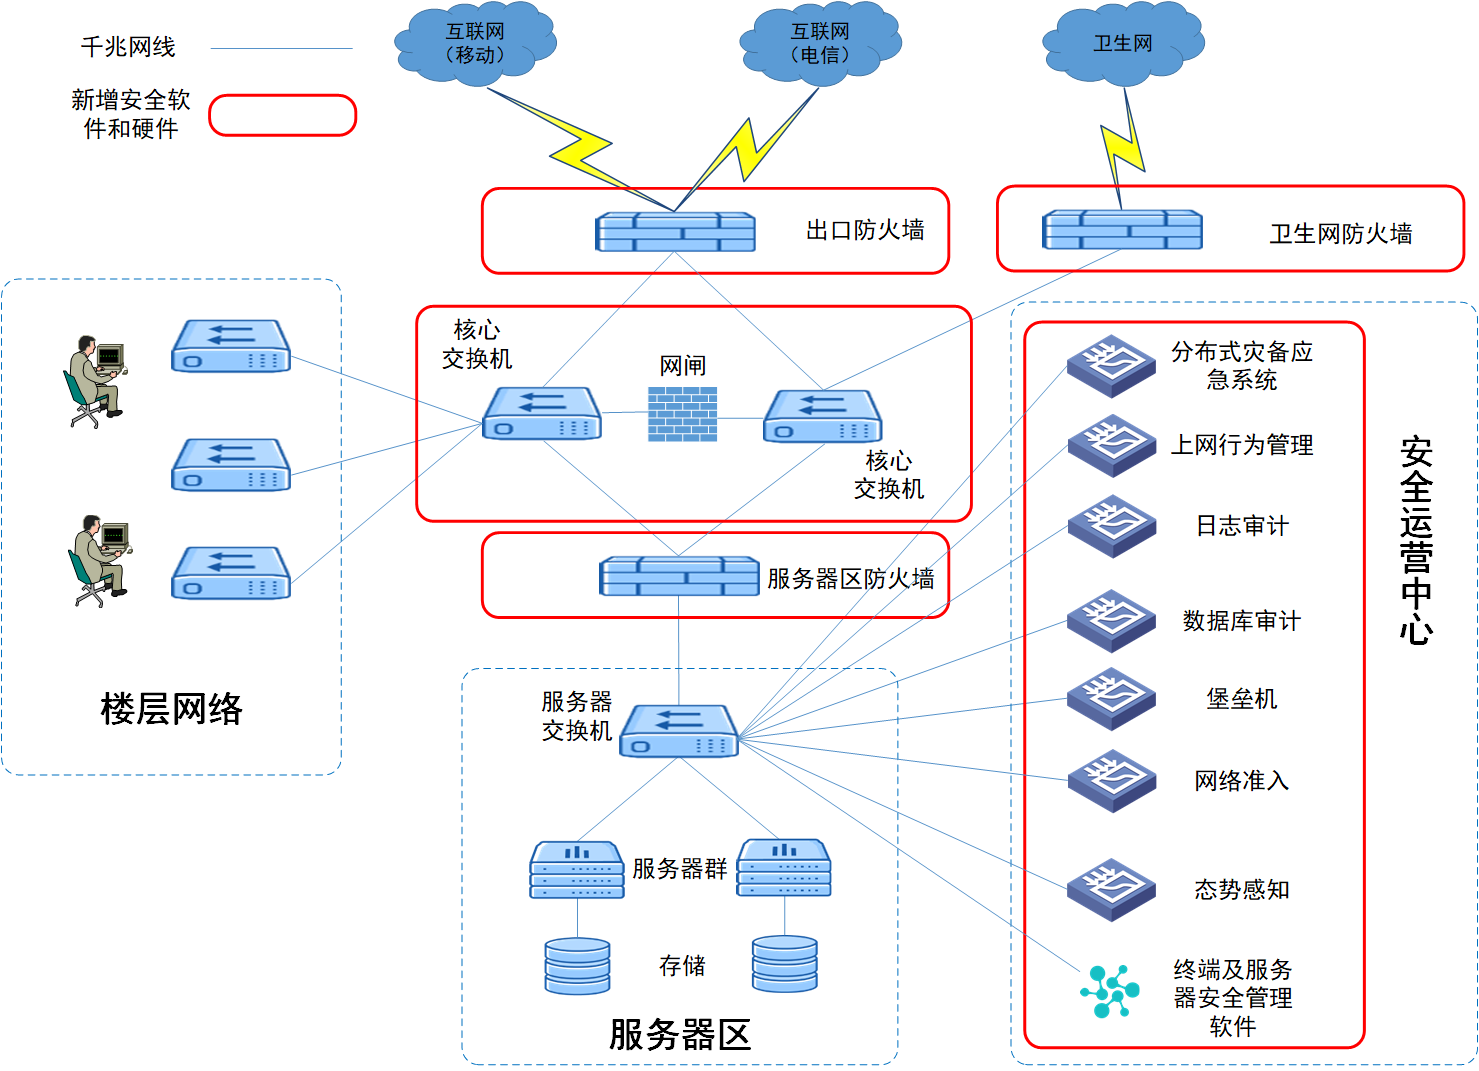 千兆网线
新增安全软
件和硬件
互联网
（移动）
互联网
（电信）
卫生网
出口防火墙
卫生网防火墙
核心
交换机
网闸
核心
交换机
服务器区防火墙
楼层网络
服务器
交换机
服务器群
存储
服务器区
分布式灾备应
急系统
上网行为管理
日志审计
数据库审计
堡垒机
网络准入
态势感知
终端及服务
器安全管理
软件
安全运营中心